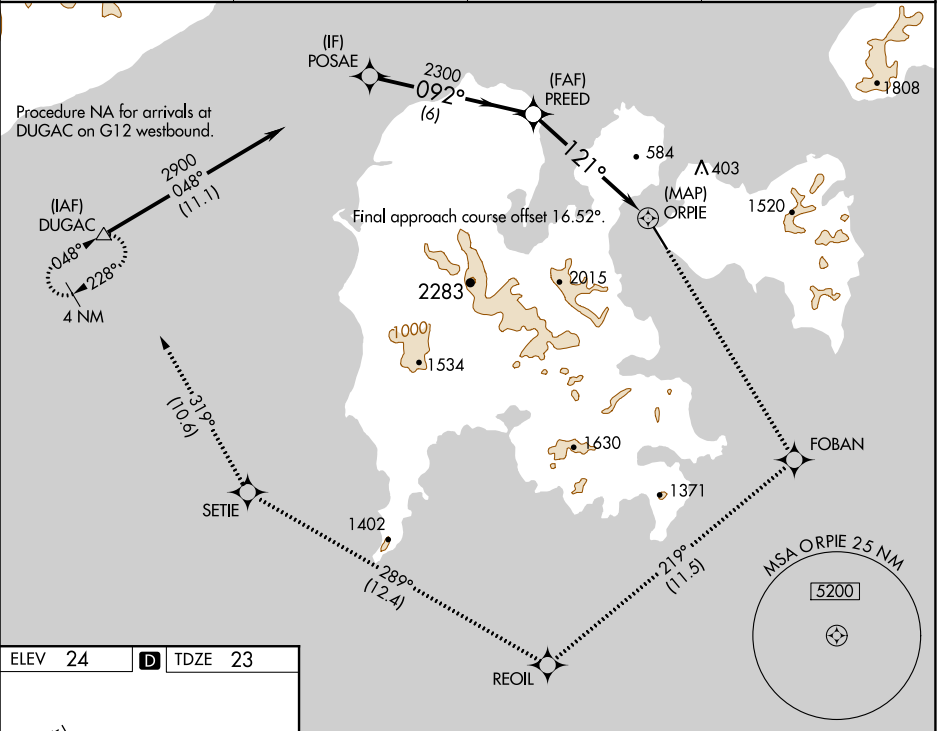 (IF)
POSAE
2300
092°
(6)
(FAF)
PREED
1808
Procedure NA for arrivals at
DUGAC on G12 westbound.
121°
584
403
2900
048°
(11.1)
(MAP)
ORPIE
1520
(IAF)
DUGAC
Final approach course offset 16.52°.
048°
228°
4 NM
2283
2015
1000
1534
319°
(10.6)
1630
FOBAN
1371
SETIE
1402
289°
(12.4)
219°
(11.5)
MSA ORPIE 25 NM
5200
REOIL
ELEV 24 D TDZE 23